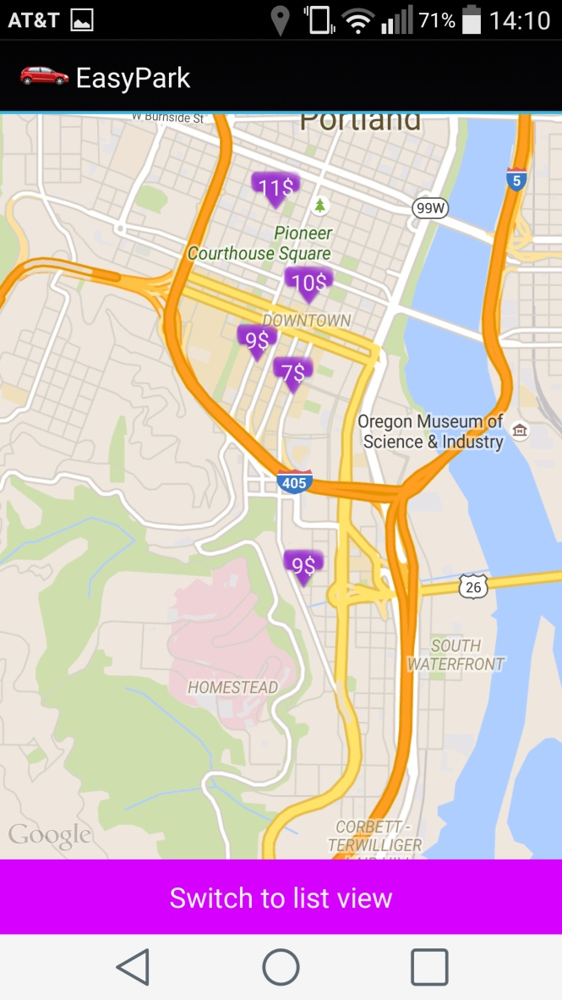 AT&T
71%
14:10
EasyPark
W Burnside St
Portland
5
11$
99W
Pioneer
Courthouse Square
10$
DOWNTOWN
9$
7$
Oregon Museum of
Science & Industry
405
9$
26
SOUTH
WATERFRONT
HOMESTEAD
CORBETT -
TERWILLIGER
Google
Switch to list view